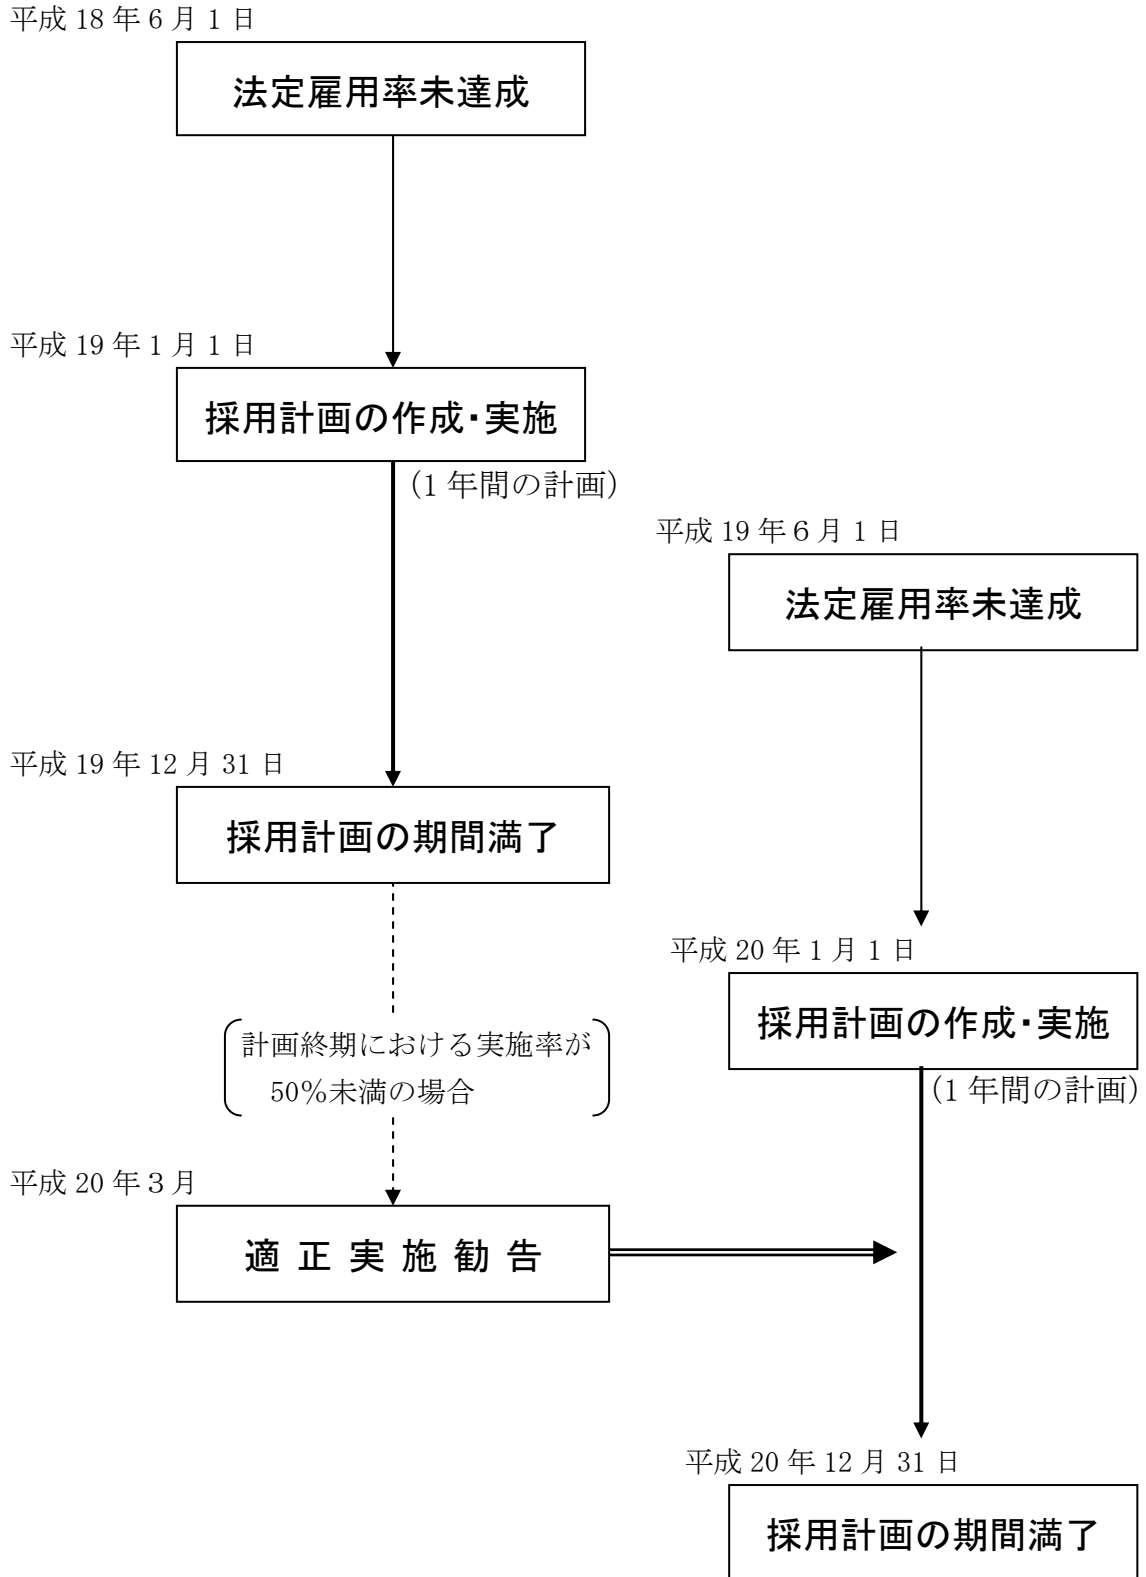 平成 18 年 6 月 1 日
法定雇用率未達成
平成 19 年 1 月 1 日
採用計画の作成・実施
(1 年間の計画)
平成 19 年 6 月 1 日
法定雇用率未達成
平成 19 年 12 月 31 日
採用計画の期間満了
平成 20 年 1 月 1 日
採用計画の作成・実施
(1 年間の計画)
計画終期における実施率が
50%未満の場合
平成 20 年 3 月
適 正 実 施 勧 告
平成 20 年 12 月 31 日
採用計画の期間満了